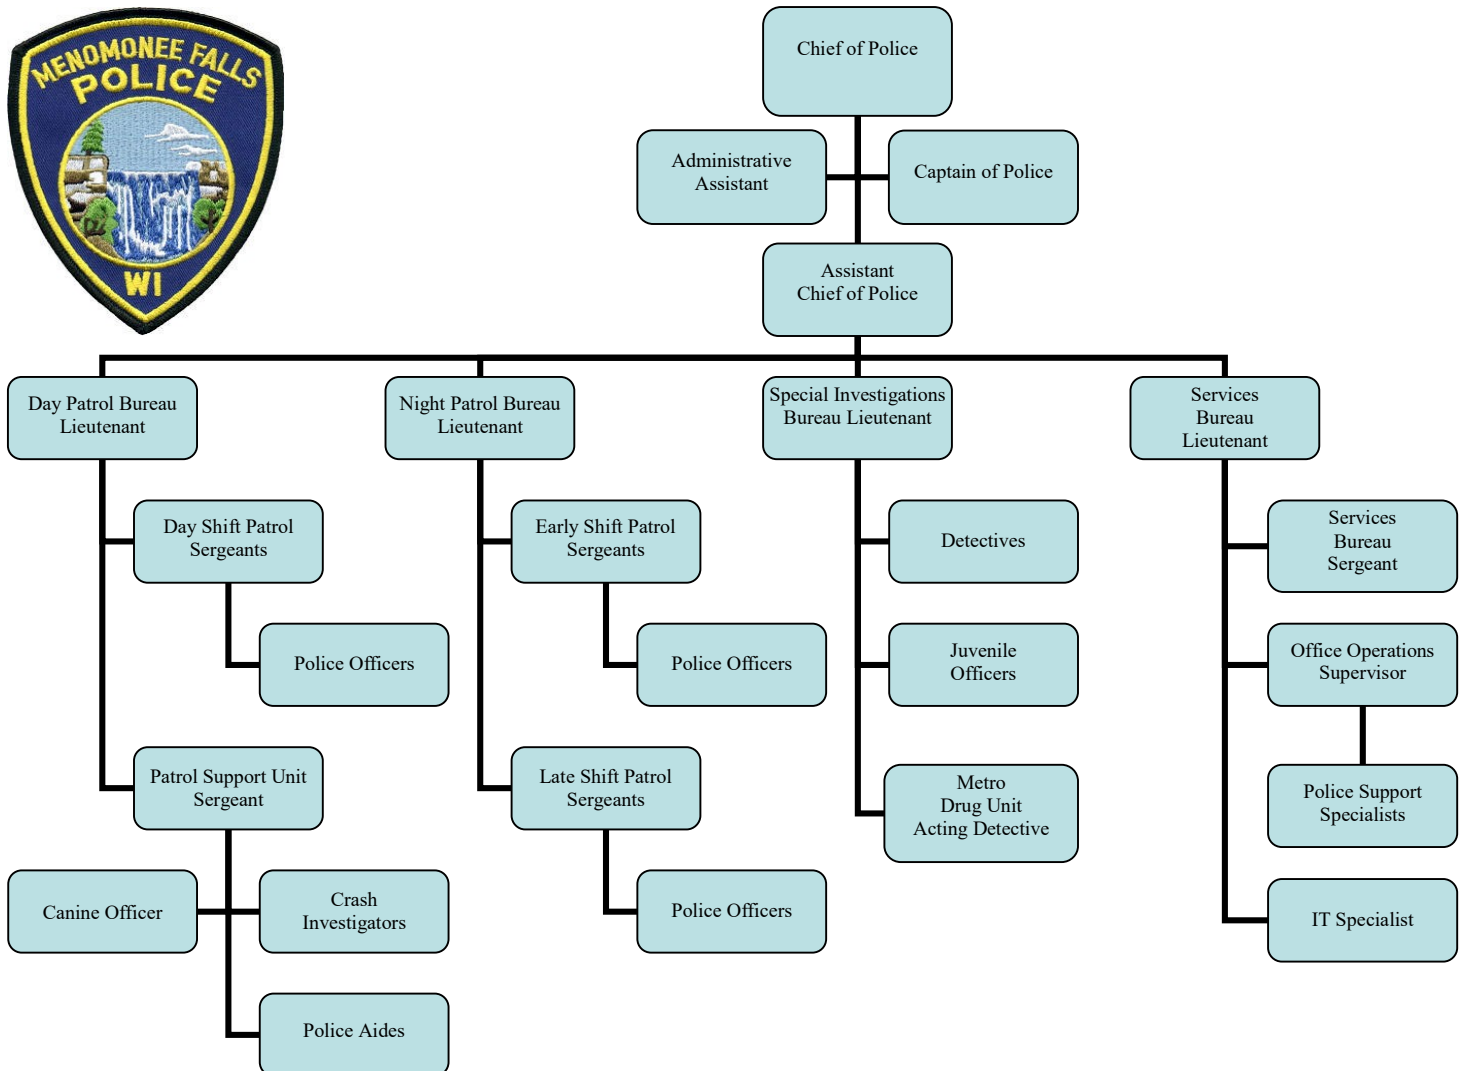 MENOMONEE FALLS
POLICE
WI
Chief of Police
Administrative
Assistant
Captain of Police
Assistant
Chief of Police
Day Patrol Bureau
Lieutenant
Night Patrol Bureau
Lieutenant
Special Investigations
Bureau Lieutenant
Services
Bureau
Lieutenant
Day Shift Patrol
Sergeants
Early Shift Patrol
Sergeants
Detectives
Services
Bureau
Sergeant
Police Officers
Police Officers
Juvenile
Officers
Office Operations
Supervisor
Patrol Support Unit
Sergeant
Late Shift Patrol
Sergeants
Metro
Drug Unit
Acting Detective
Police Support
Specialists
Canine Officer
Crash
Investigators
Police Officers
IT Specialist
Police Aides